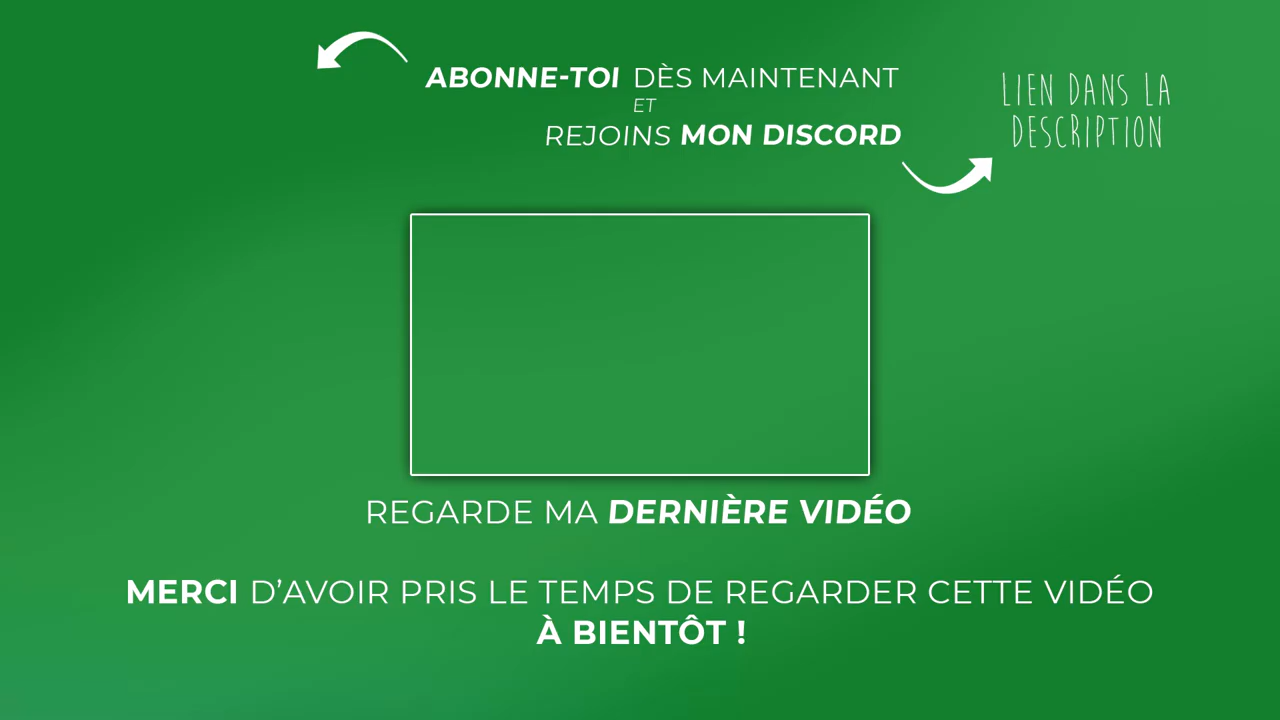 ABONNE-TOI DÈS MAINTENANT
ET
REJOINS MON DISCORD
LIEN DANS LA
DESCRIPTION
REGARDE MA DERNIÈRE VIDÉO
MERCI D’AVOIR PRIS LE TEMPS DE REGARDER CETTE VIDÉO
À BIENTÔT !